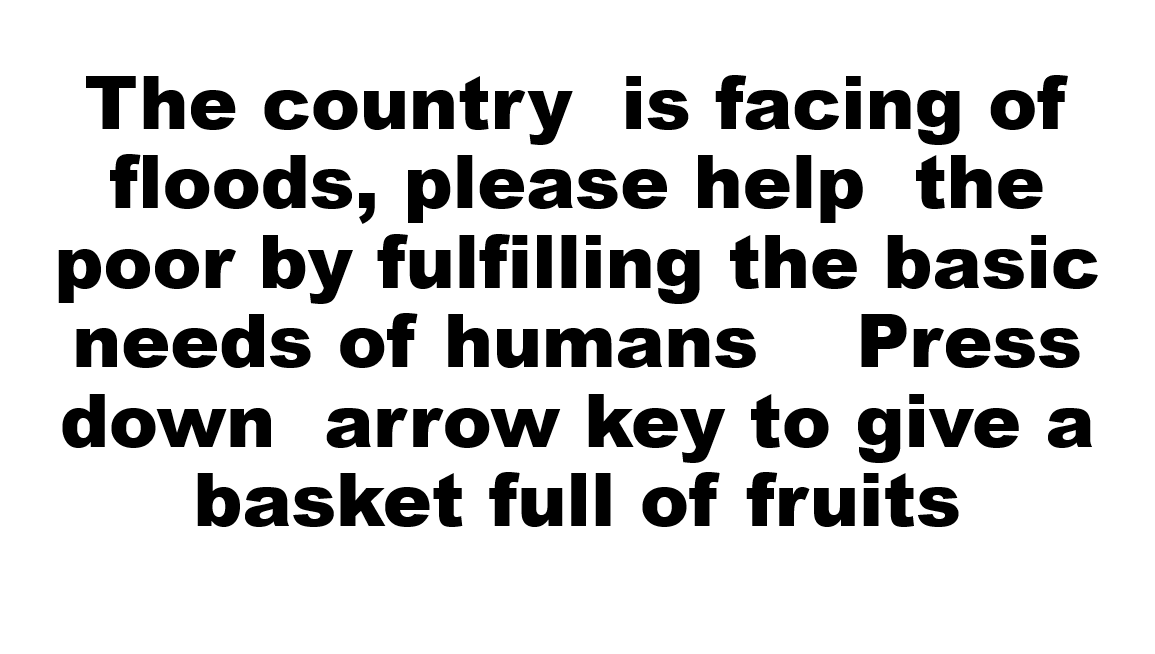 The country  is facing of
floods, please help  the
poor by fulfilling the basic
needs of humans    Press
down  arrow key to give a
basket full of fruits